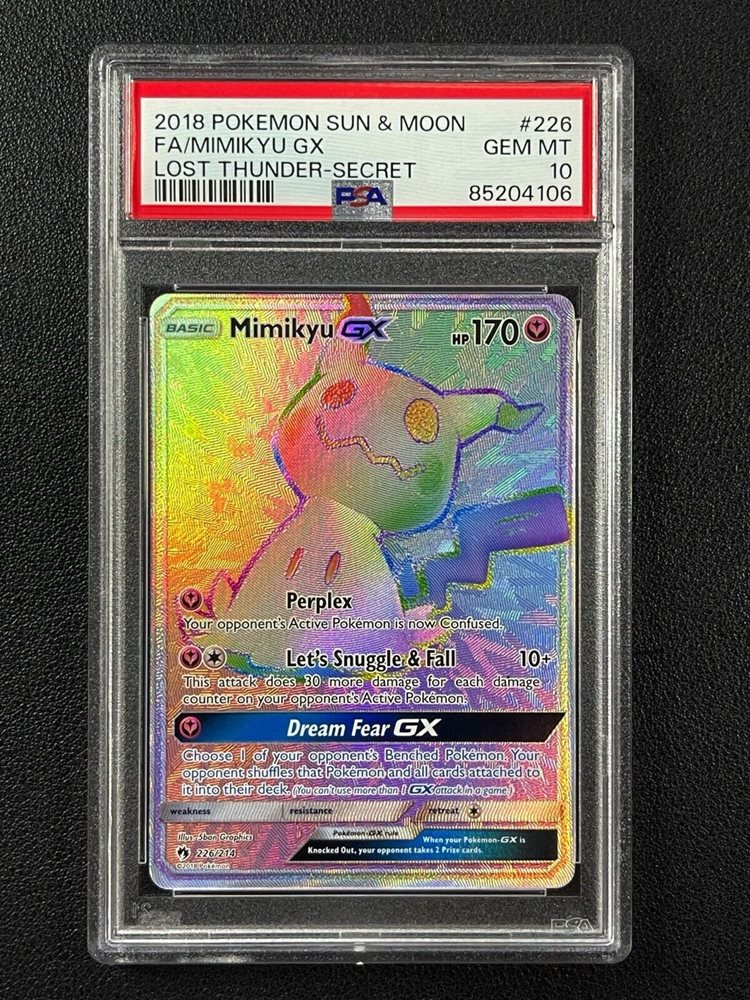 2018 POKEMON SUN & MOON #226
FA/MIMIKYU GX GEM MT
LOST THUNDER-SECRET 10
PSA 85204106
BASIC Mimikyu GX HP 170
Perplex
Your opponent's Active Pokémon is now Confused.
Let's Snuggle & Fall 10+
This attack does 30 more damage for each damage
counter on your opponent's Active Pokémon.
Dream Fear GX
Choose 1 of your opponent's Benched Pokémon. Your
opponent shuffles that Pokémon and all cards attached to
it into their deck. (You can't use more than 1 GX attack in a game.)
weakness resistance retreat
Illus. 5ban Graphics Pokémon-GX rule When your Pokémon-GX is
226/214 Knocked Out, your opponent takes 2 Prize cards.
©2018 Pokémon
PSA